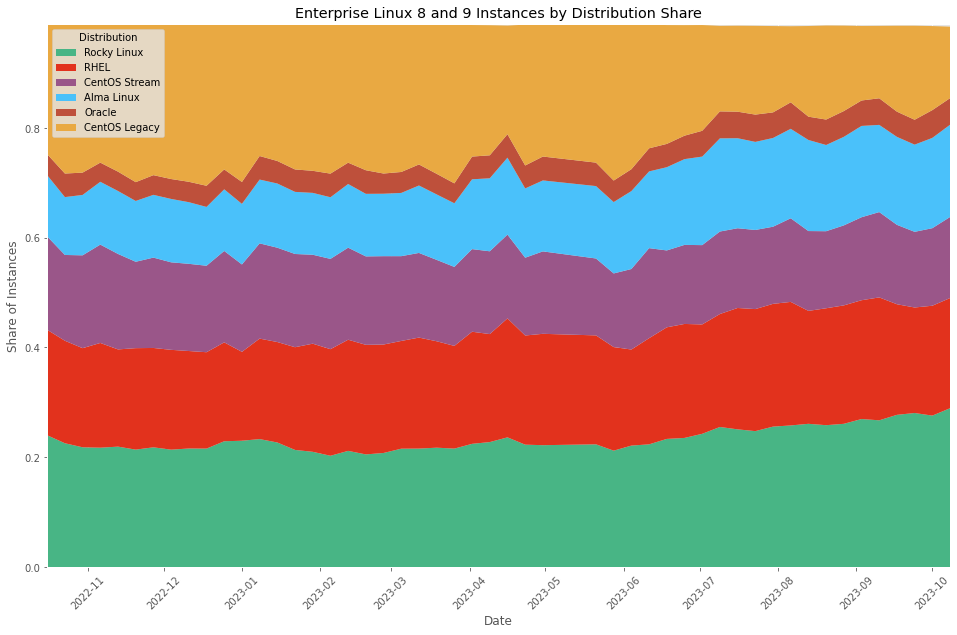 Enterprise Linux 8 and 9 Instances by Distribution Share
Distribution
Rocky Linux
RHEL
CentOS Stream
Alma Linux
Oracle
CentOS Legacy
Share of Instances
0.8
0.6
0.4
0.2
0.0
2022-11
2022-12
2023-01
2023-02
2023-03
2023-04
2023-05
2023-06
2023-07
2023-08
2023-09
2023-10
Date